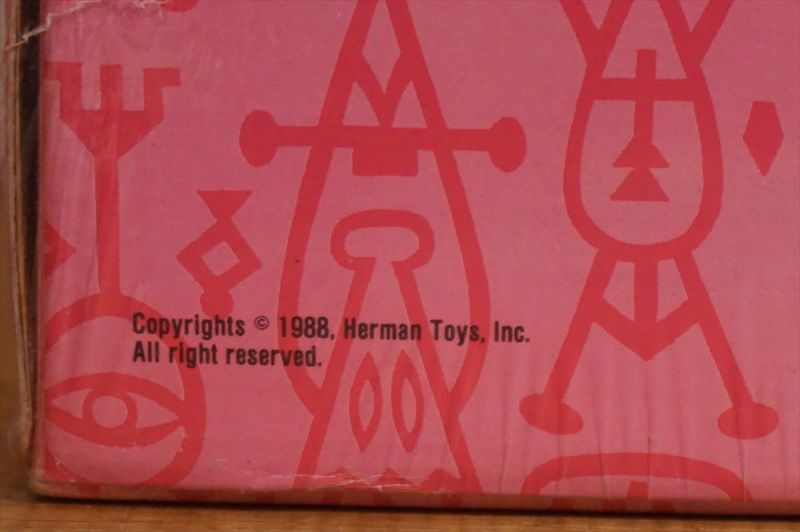 Copyrights © 1988, Herman Toys, Inc.
All right reserved.